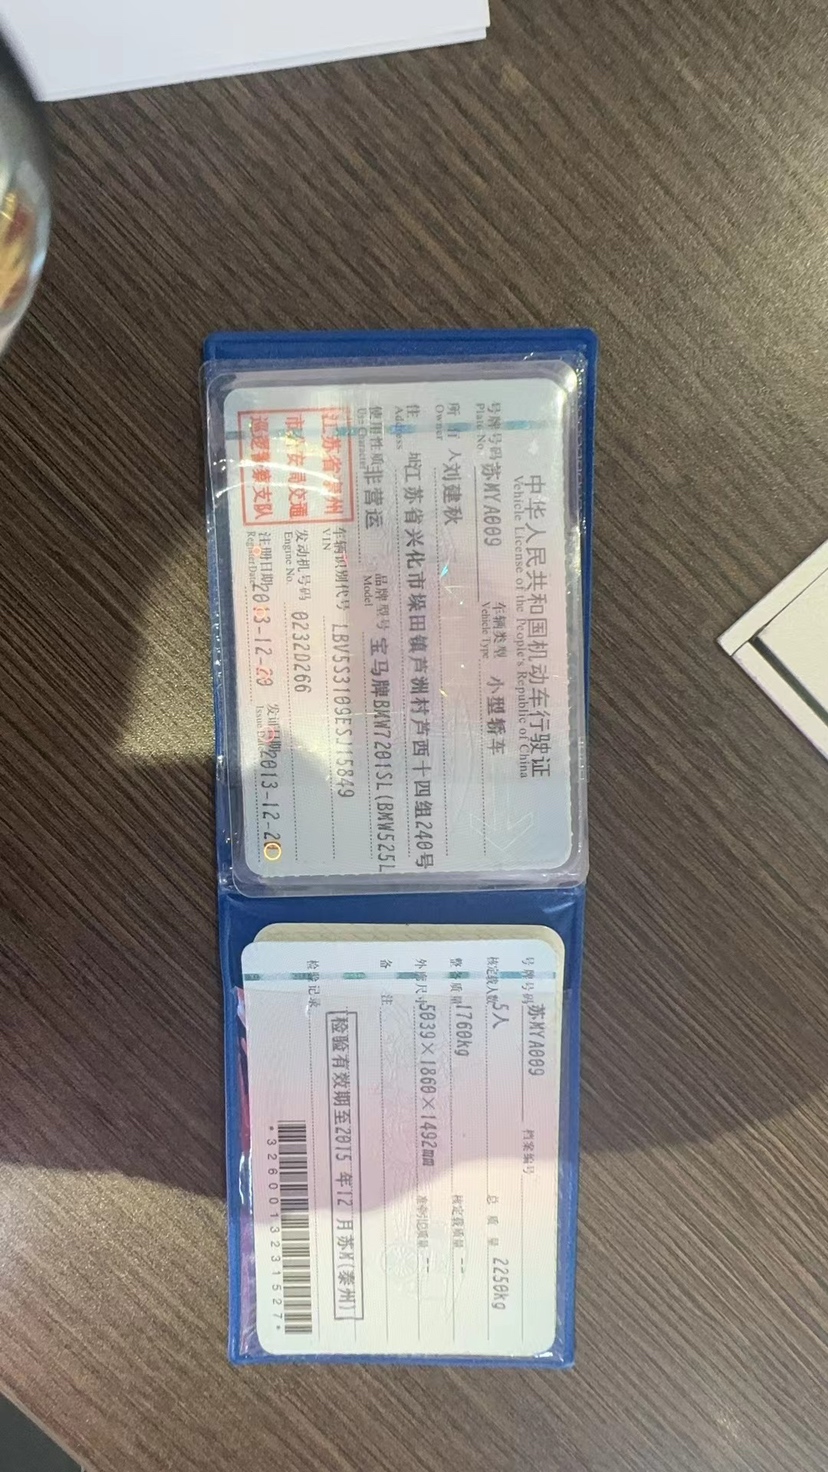 中华人民共和国机动车行驶证
Vehicle License of the People's Republic of China
号牌号码 苏MYA009 车辆类型 小型轿车
Plate No. Vehicle Type
所有人 刘建秋
Owner
住址 江苏省兴化市垛田镇芦洲村芦西十四组240号
Address
使用性质 非营运 品牌型号 宝马牌BMW7201SL(BMW525L
Use Character Model
江苏省泰州
市公安局交通
车辆识别代号 LBV5S3109ESJ15849
VIN
发动机号码 0232D266
Engine No.
注册日期 2013-12-20 发证日期 2013-12-20
Register Date Issue Date
号牌号码 苏MYA009 档案编号
核定载人数 5人 总质量 2250kg
整备质量 1760kg 核定载质量 --
外廓尺寸 5039×1860×1492mm 准牵引总质量 --
备注
检验记录 检验有效期至2015年12月苏M(泰州)
*3260013231527*